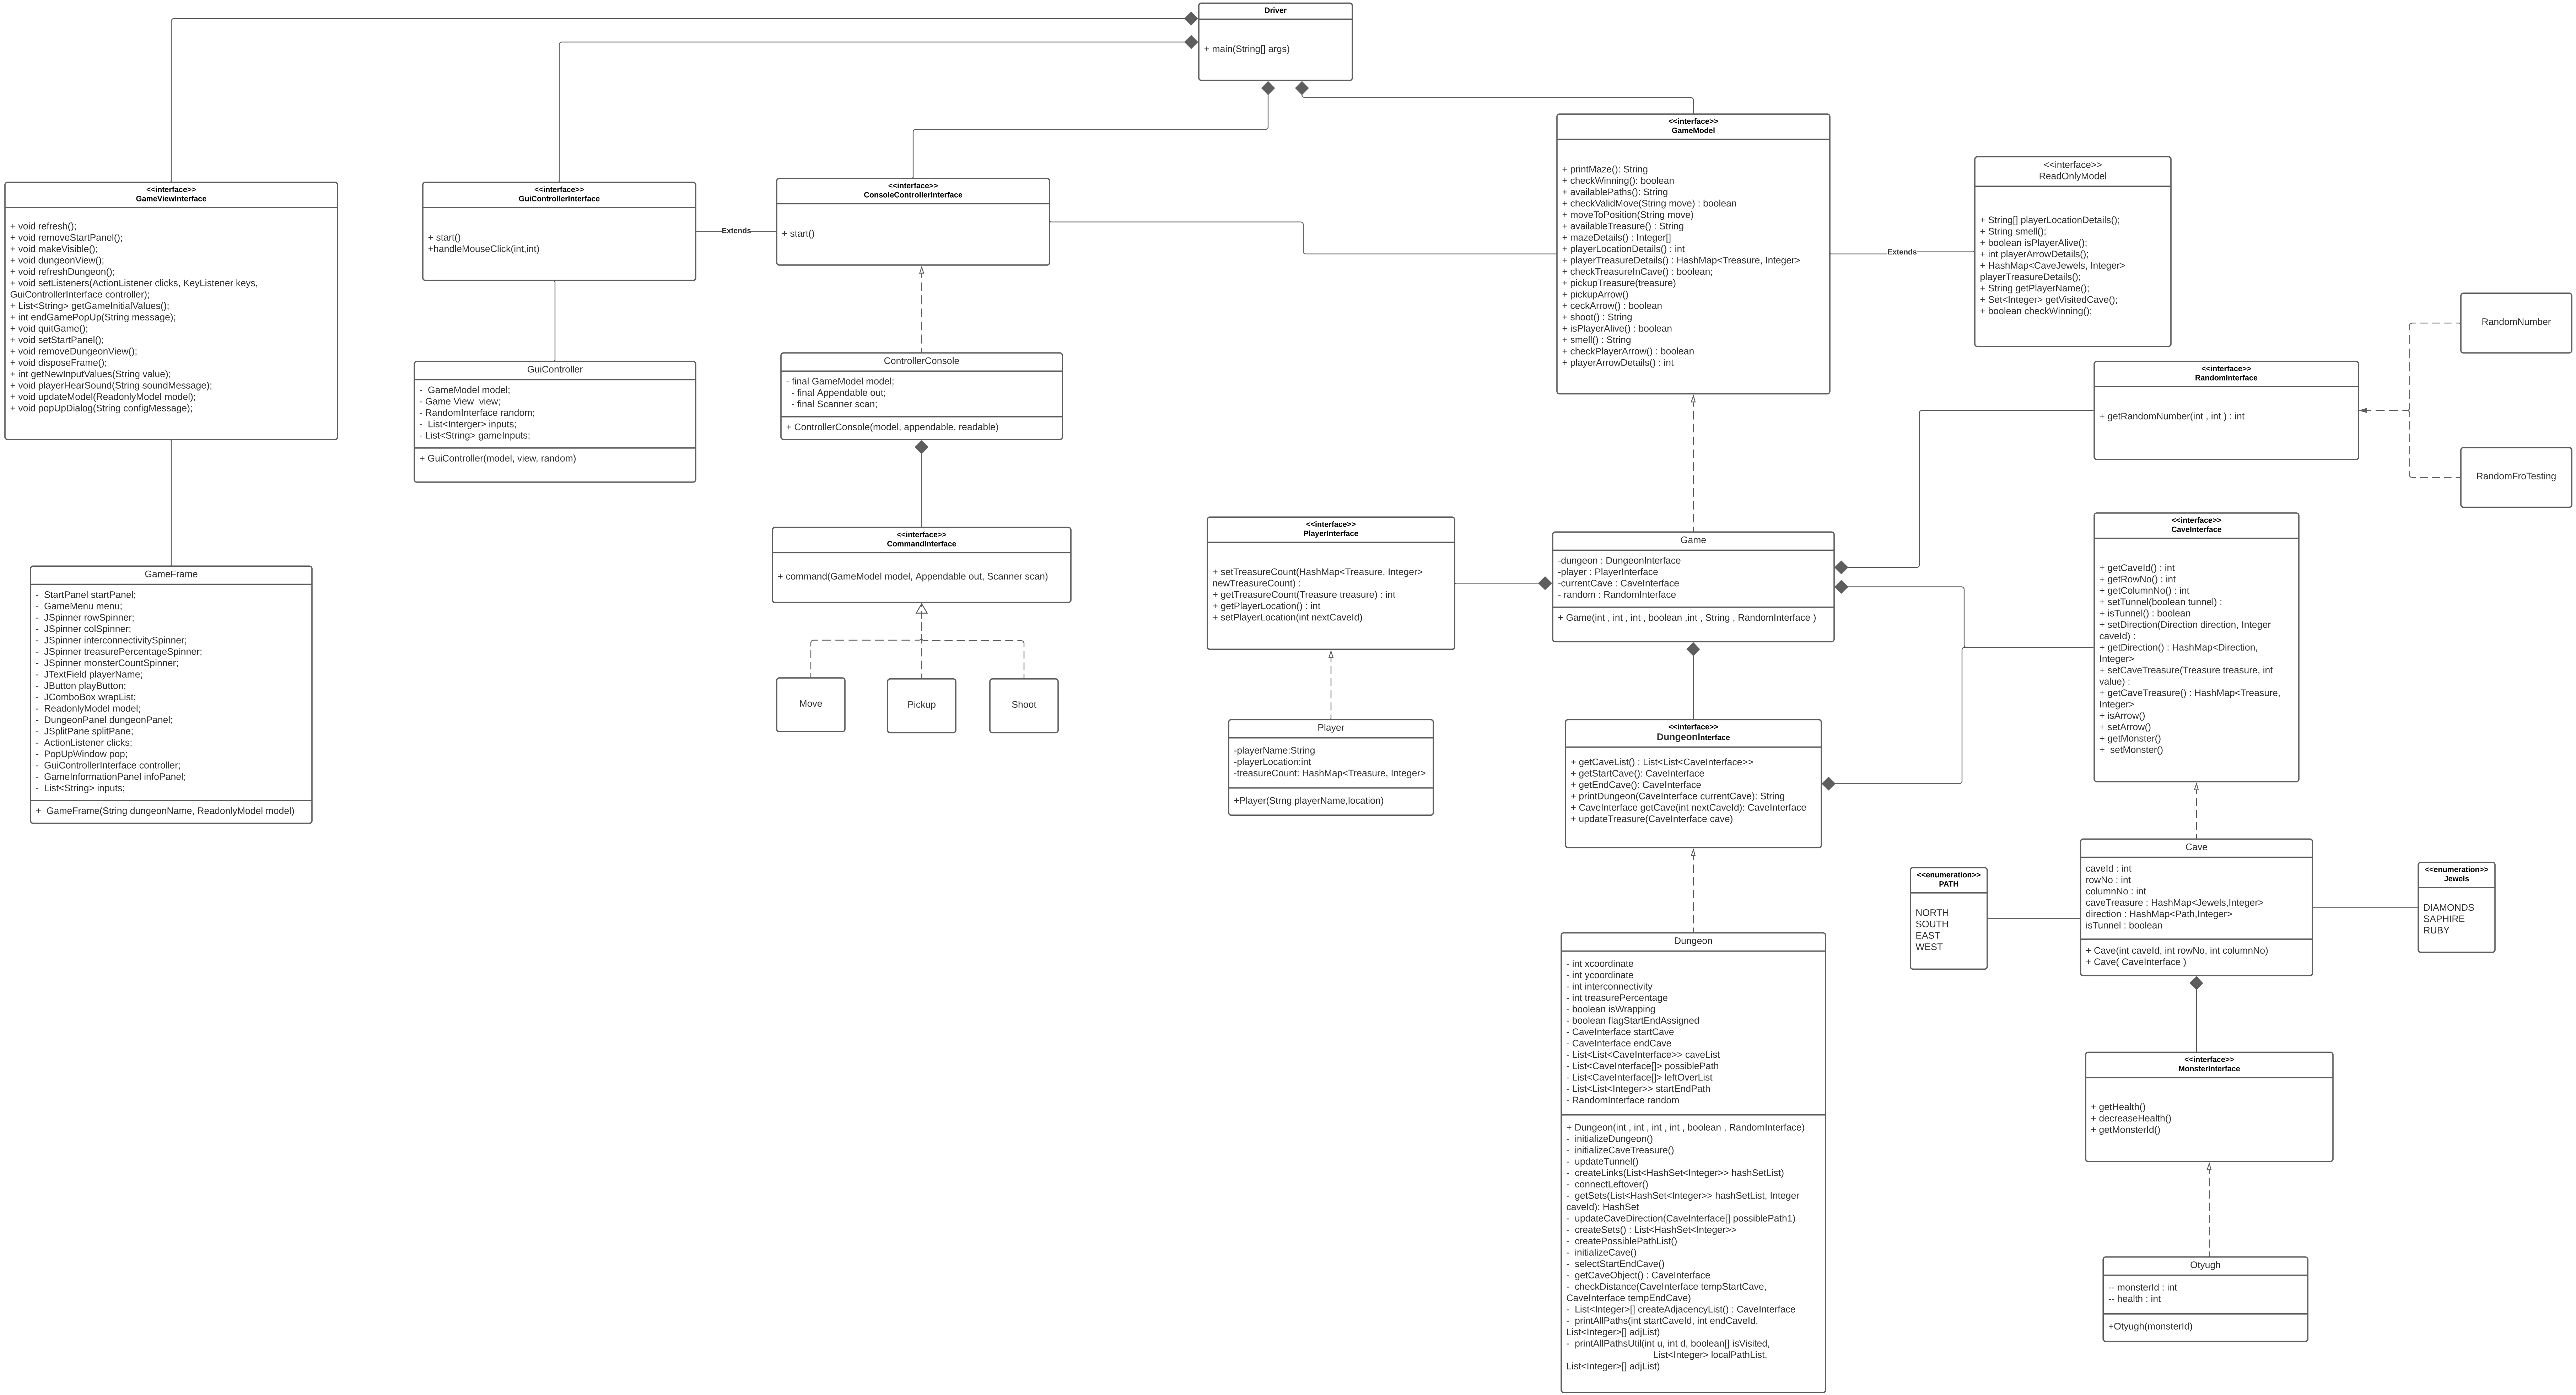 Driver
+ main(String[] args)
<<interface>>
GameViewInterface
+ void refresh();
+ void removeStartPanel();
+ void makeVisible();
+ void dungeonView();
+ void refreshDungeon();
+ void setListeners(ActionListener clicks, KeyListener keys,
GuiControllerInterface controller);
+ List<String> getGameInitialValues();
+ int endGamePopUp(String message);
+ void quitGame();
+ void setStartPanel();
+ void removeDungeonView();
+ void disposeFrame();
+ int getNewInputValues(String value);
+ void playerHearSound(String soundMessage);
+ void updateModel(ReadonlyModel model);
+ void popUpDialog(String configMessage);
GameFrame
- StartPanel startPanel;
- GameMenu menu;
- JSpinner rowSpinner;
- JSpinner colSpinner;
- JSpinner interconnectivitySpinner;
- JSpinner treasurePercentageSpinner;
- JSpinner monsterCountSpinner;
- JTextField playerName;
- JButton playButton;
- JComboBox wrapList;
- ReadonlyModel model;
- DungeonPanel dungeonPanel;
- JSplitPane splitPane;
- ActionListener clicks;
- PopUpWindow pop;
- GuiControllerInterface controller;
- GameInformationPanel infoPanel;
- List<String> inputs;
+ GameFrame(String dungeonName, ReadonlyModel model)
<<interface>>
GuiControllerInterface
+ start()
+handleMouseClick(int,int)
Extends
GuiController
- GameModel model;
- Game View view;
- RandomInterface random;
- List<Interger> inputs;
- List<String> gameInputs;
+ GuiController(model, view, random)
<<interface>>
ConsoleControllerInterface
+ start()
ControllerConsole
- final GameModel model;
- final Appendable out;
- final Scanner scan;
+ ControllerConsole(model, appendable, readable)
<<interface>>
CommandInterface
+ command(GameModel model, Appendable out, Scanner scan)
Move
Pickup
Shoot
<<interface>>
GameModel
+ printMaze(): String
+ checkWinning(): boolean
+ availablePaths(): String
+ checkValidMove(String move) : boolean
+ moveToPosition(String move)
+ availableTreasure() : String
+ mazeDetails() : Integer[]
+ playerLocationDetails() : int
+ playerTreasureDetails() : HashMap<Treasure, Integer>
+ checkTreasureInCave() : boolean;
+ pickupTreasure(treasure)
+ pickupArrow()
+ ceckArrow() : boolean
+ shoot() : String
+ isPlayerAlive() : boolean
+ smell() : String
+ checkPlayerArrow() : boolean
+ playerArrowDetails() : int
Extends
<<interface>>
ReadOnlyModel
+ String[] playerLocationDetails();
+ String smell();
+ boolean isPlayerAlive();
+ int playerArrowDetails();
+ HashMap<CaveJewels, Integer>
playerTreasureDetails();
+ String getPlayerName();
+ Set<Integer> getVisitedCave();
+ boolean checkWinning();
<<interface>>
RandomInterface
+ getRandomNumber(int , int ) : int
RandomNumber
RandomFroTesting
<<interface>>
PlayerInterface
+ setTreasureCount(HashMap<Treasure, Integer>
newTreasureCount) :
+ getTreasureCount(Treasure treasure) : int
+ getPlayerLocation() : int
+ setPlayerLocation(int nextCaveId)
Player
-playerName:String
-playerLocation:int
-treasureCount: HashMap<Treasure, Integer>
+Player(Strng playerName,location)
Game
-dungeon : DungeonInterface
-player : PlayerInterface
-currentCave : CaveInterface
- random : RandomInterface
+ Game(int , int , int , boolean ,int , String , RandomInterface )
<<interface>>
DungeonInterface
+ getCaveList() : List<List<CaveInterface>>
+ getStartCave(): CaveInterface
+ getEndCave(): CaveInterface
+ printDungeon(CaveInterface currentCave): String
+ CaveInterface getCave(int nextCaveId): CaveInterface
+ updateTreasure(CaveInterface cave)
Dungeon
- int xcoordinate
- int ycoordinate
- int interconnectivity
- int treasurePercentage
- boolean isWrapping
- boolean flagStartEndAssigned
- CaveInterface startCave
- CaveInterface endCave
- List<List<CaveInterface>> caveList
- List<CaveInterface[]> possiblePath
- List<CaveInterface[]> leftOverList
- List<List<Integer>> startEndPath
- RandomInterface random
+ Dungeon(int , int , int , int , boolean , RandomInterface)
- initializeDungeon()
- initializeCaveTreasure()
- updateTunnel()
- createLinks(List<HashSet<Integer>> hashSetList)
- connectLeftover()
- getSets(List<HashSet<Integer>> hashSetList, Integer
caveId): HashSet
- updateCaveDirection(CaveInterface[] possiblePath1)
- createSets() : List<HashSet<Integer>>
- createPossiblePathList()
- initializeCave()
- selectStartEndCave()
- getCaveObject() : CaveInterface
- checkDistance(CaveInterface tempStartCave,
CaveInterface tempEndCave)
- List<Integer>[] createAdjacencyList() : CaveInterface
- printAllPaths(int startCaveId, int endCaveId,
List<Integer>[] adjList)
- printAllPathsUtil(int u, int d, boolean[] isVisited,
List<Integer> localPathList,
List<Integer>[] adjList)
<<interface>>
CaveInterface
+ getCaveId() : int
+ getRowNo() : int
+ getColumnNo() : int
+ setTunnel(boolean tunnel) :
+ isTunnel() : boolean
+ setDirection(Direction direction, Integer
caveId) :
+ getDirection() : HashMap<Direction,
Integer>
+ setCaveTreasure(Treasure treasure, int
value) :
+ getCaveTreasure() : HashMap<Treasure,
Integer>
+ isArrow()
+ setArrow()
+ getMonster()
+ setMonster()
<<enumeration>>
PATH
NORTH
SOUTH
EAST
WEST
Cave
caveId : int
rowNo : int
columnNo : int
caveTreasure : HashMap<Jewels,Integer>
direction : HashMap<Path,Integer>
isTunnel : boolean
+ Cave(int caveId, int rowNo, int columnNo)
+ Cave( CaveInterface )
<<enumeration>>
Jewels
DIAMONDS
SAPHIRE
RUBY
<<interface>>
MonsterInterface
+ getHealth()
+ decreaseHealth()
+ getMonsterId()
Otyugh
-- monsterId : int
-- health : int
+Otyugh(monsterId)